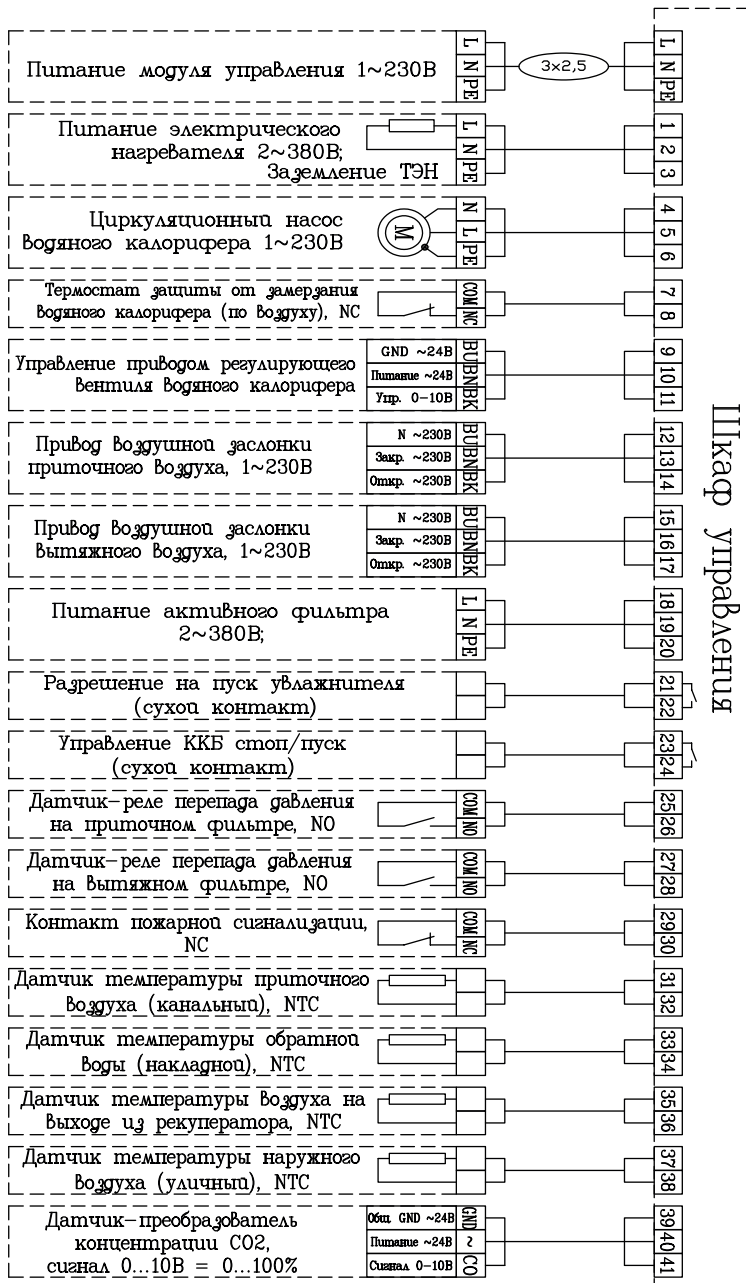 Питание модуля управления 1~230В
L
N
PE
3x2,5
L
N
PE
Питание электрического
нагревателя 2~380В;
Заземление ТЭН
L
N
PE
1
2
3
Циркуляционный насос
водяного калорифера 1~230В
M
N
L
PE
4
5
6
Термостат защиты от замерзания
водяного калорифера (по воздуху), NC
COM
NC
7
8
Управление приводом регулирующего
вентиля водяного калорифера
GND ~24В
Питание ~24В
Упр. 0-10В
BU
BN
BK
9
10
11
Привод воздушной заслонки
приточного воздуха, 1~230В
N ~230В
Закр. ~230В
Откр. ~230В
BU
BN
BK
12
13
14
Привод воздушной заслонки
вытяжного воздуха, 1~230В
N ~230В
Закр. ~230В
Откр. ~230В
BU
BN
BK
15
16
17
Питание активного фильтра
2~380В;
L
N
PE
18
19
20
Разрешение на пуск увлажнителя
(сухой контакт)
21
22
Управление ККБ стоп/пуск
(сухой контакт)
23
24
Датчик-реле перепада давления
на приточном фильтре, NO
COM
NO
25
26
Датчик-реле перепада давления
на вытяжном фильтре, NO
COM
NO
27
28
Контакт пожарной сигнализации,
NC
COM
NC
29
30
Датчик температуры приточного
воздуха (канальный), NTC
31
32
Датчик температуры обратной
воды (накладной), NTC
33
34
Датчик температуры воздуха на
выходе из рекуператора, NTC
35
36
Датчик температуры наружного
воздуха (уличный), NTC
37
38
Датчик-преобразователь
концентрации CO2,
сигнал 0...10В = 0...100%
Общ. GND ~24В
Питание ~24В
Сигнал 0-10В
GND
~
CO
39
40
41
Шкаф управления